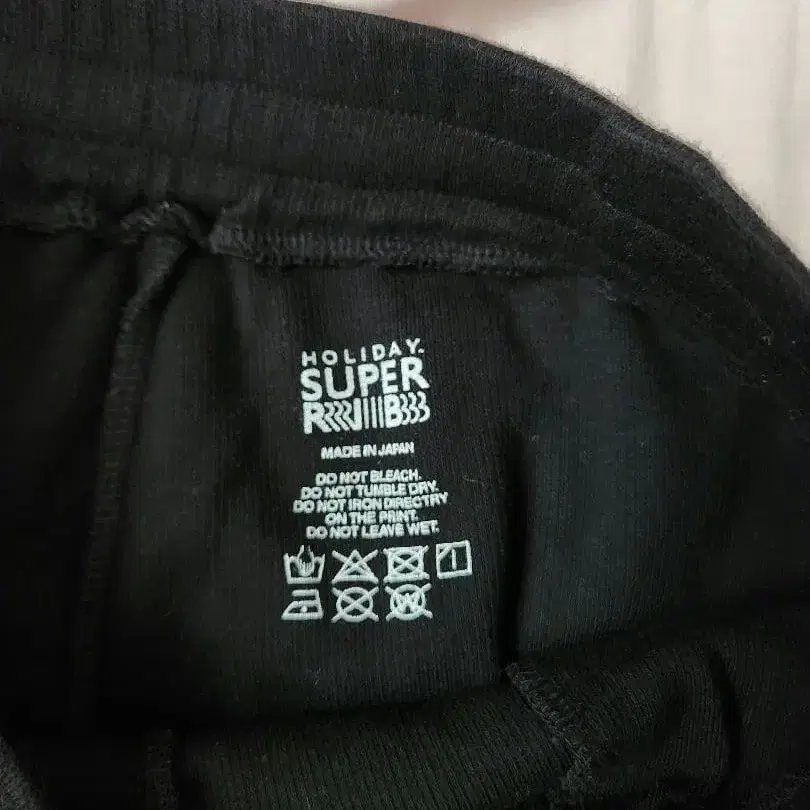 HOLIDAY.
SUPER
RIB
MADE IN JAPAN
DO NOT BLEACH.
DO NOT TUMBLE DRY.
DO NOT IRON DIRECTRY
ON THE PRINT.
DO NOT LEAVE WET.
W